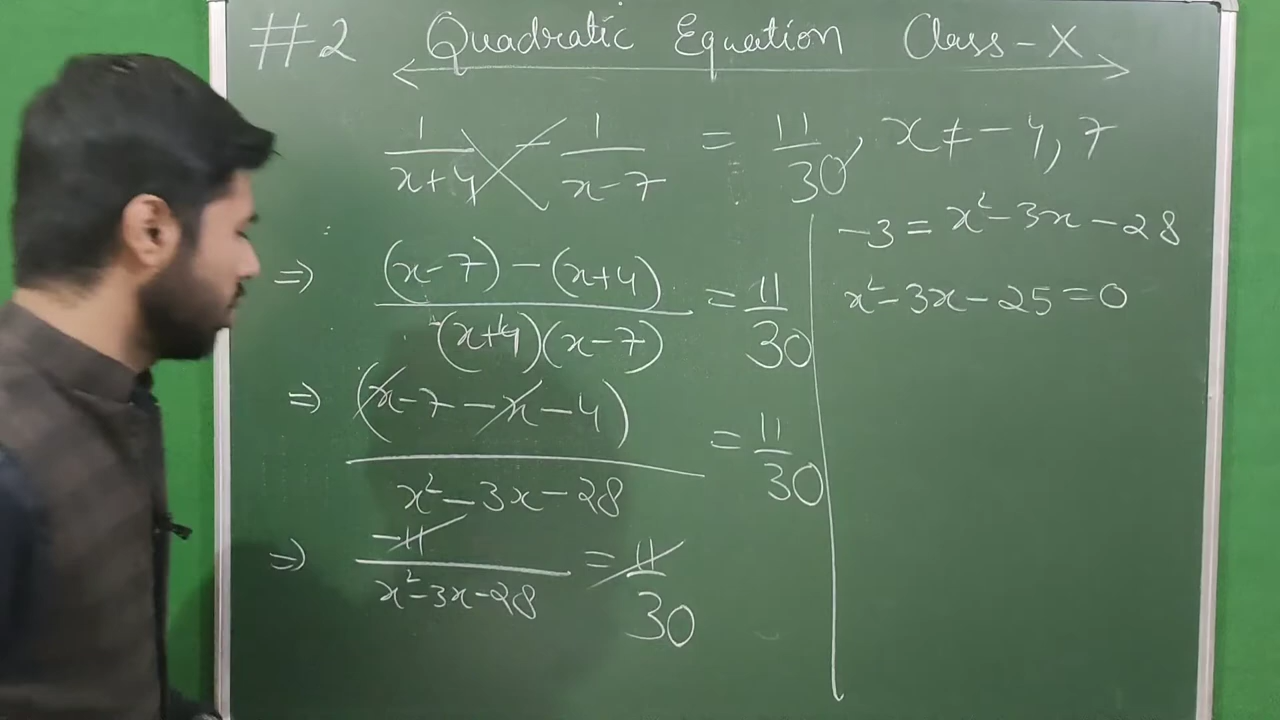 #2 Quadratic Equation Class-X
1/(x+4) - 1/(x-7) = 11/30, x ≠ -4, 7
⇒ ((x-7) - (x+4))/((x+4)(x-7)) = 11/30
⇒ (x-7-x-4)/(x²-3x-28) = 11/30
⇒ -11/(x²-3x-28) = 11/30
-3 = x²-3x-28
x²-3x-25=0